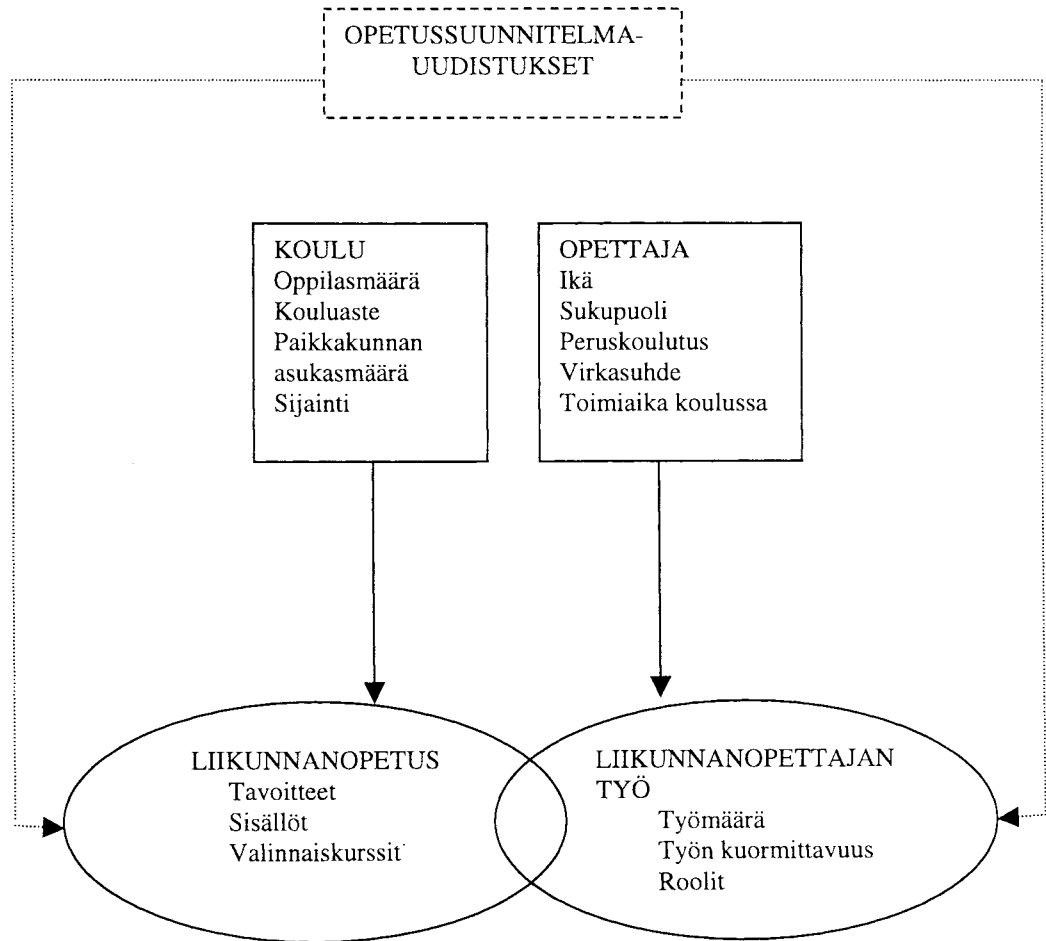 OPETUSSUUNNITELMA-
UUDISTUKSET
KOULU
Oppilasmäärä
Kouluaste
Paikkakunnan
asukasmäärä
Sijainti
OPETTAJA
Ikä
Sukupuoli
Peruskoulutus
Virkasuhde
Toimiaika koulussa
LIIKUNNANOPETUS
Tavoitteet
Sisällöt
Valinnaiskurssit
LIIKUNNANOPETTAJAN
TYÖ
Työmäärä
Työn kuormittavuus
Roolit